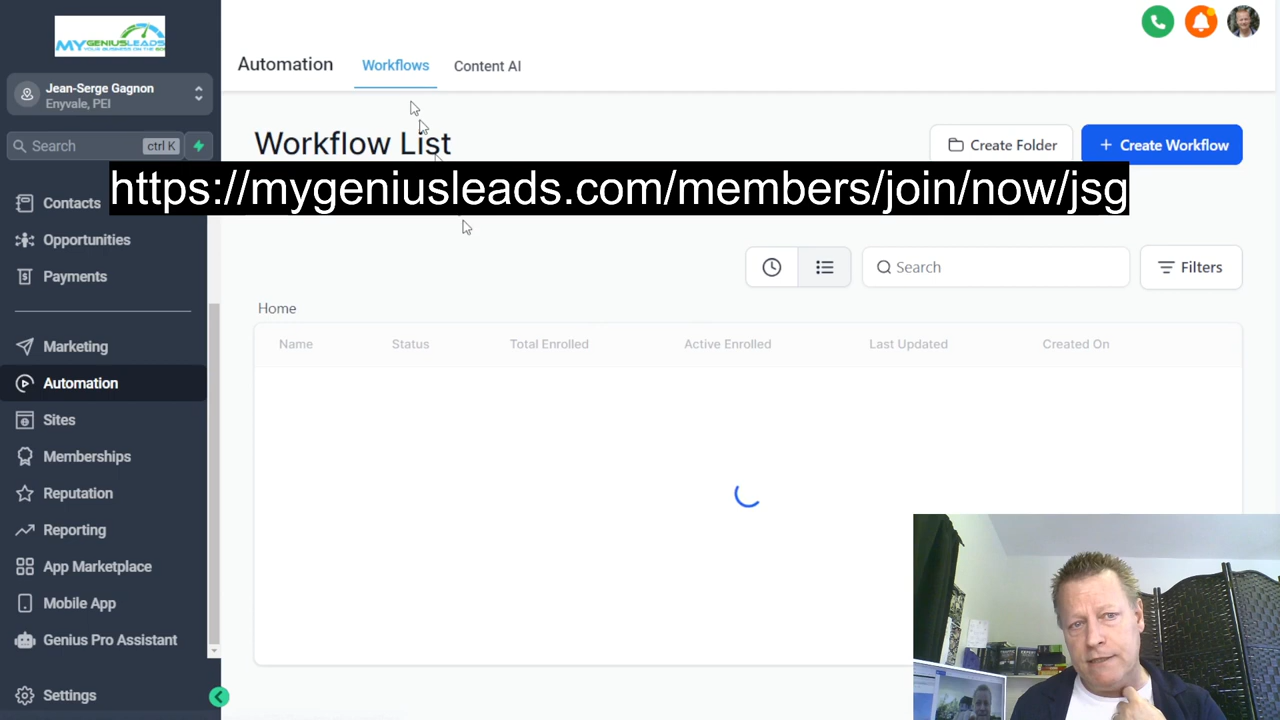 MYGENIUSLEADS
Jean-Serge Gagnon
Enyvale, PEI
Search ctrl K
Contacts
Opportunities
Payments
Marketing
Automation
Sites
Memberships
Reputation
Reporting
App Marketplace
Mobile App
Genius Pro Assistant
Settings
Automation Workflows Content AI
Workflow List
Create Folder
+ Create Workflow
https://mygeniusleads.com/members/join/now/jsg
Search
Filters
Home
Name Status Total Enrolled Active Enrolled Last Updated Created On